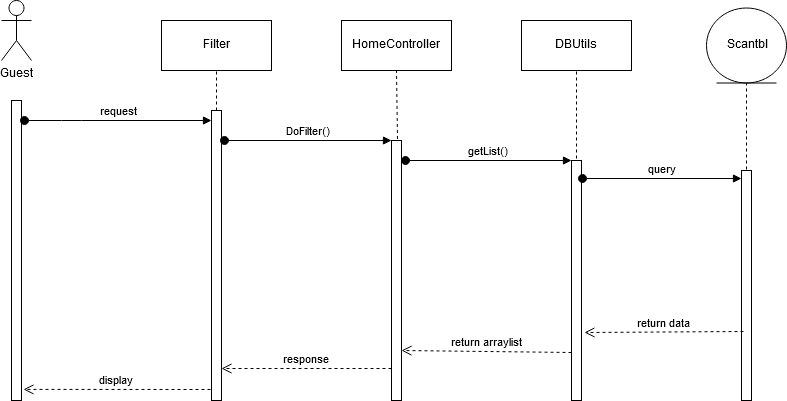 Guest
Filter
HomeController
DBUtils
Scantbl
request
DoFilter()
getList()
query
return data
return arraylist
response
display